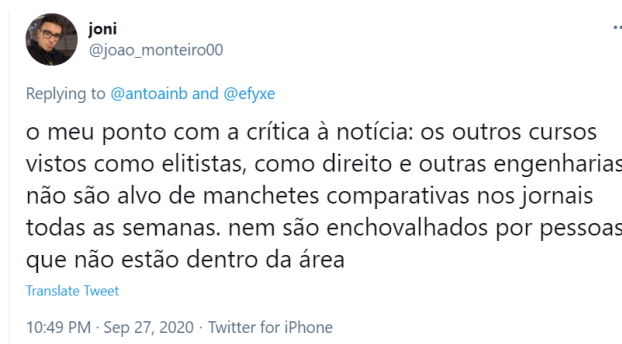 joni
@joao_monteiro00
Replying to @antoainb and @efyxe
o meu ponto com a crítica à notícia: os outros cursos
vistos como elitistas, como direito e outras engenharias
não são alvo de manchetes comparativas nos jornais
todas as semanas. nem são enchovalhados por pessoas
que não estão dentro da área
Translate Tweet
10:49 PM · Sep 27, 2020 · Twitter for iPhone